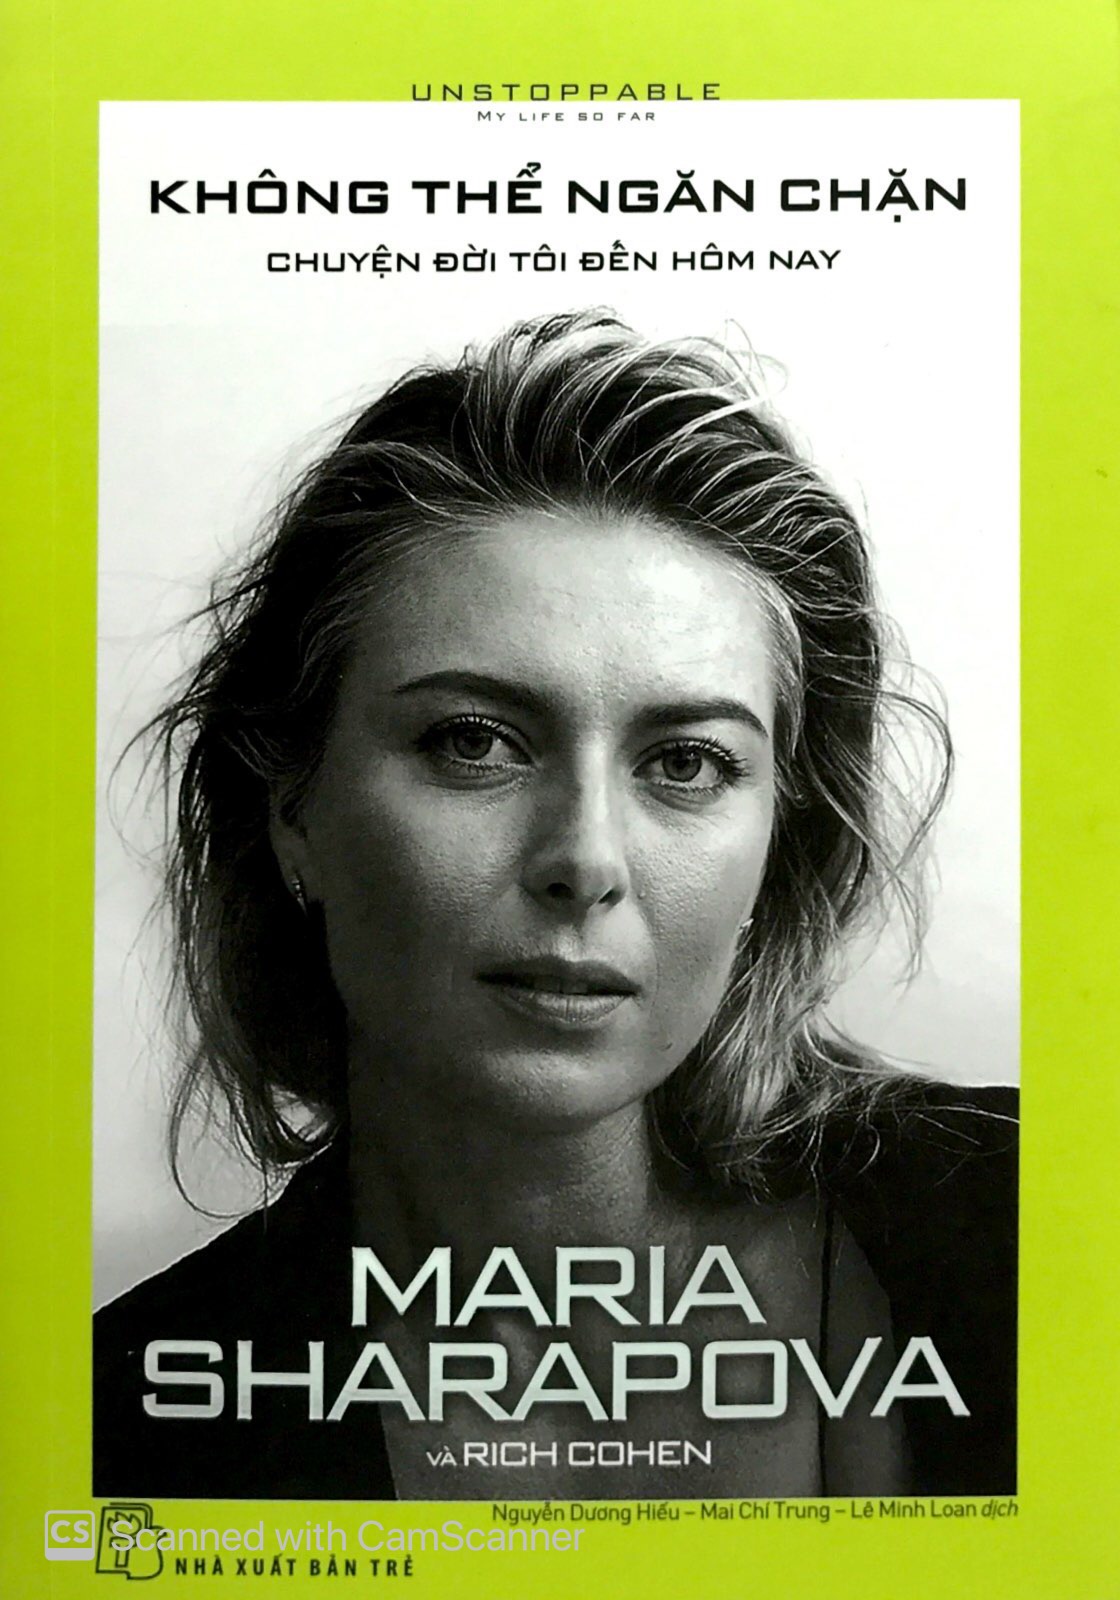 UNSTOPPABLE
MY LIFE SO FAR
KHÔNG THỂ NGĂN CHẶN
CHUYỆN ĐỜI TÔI ĐẾN HÔM NAY
MARIA
SHARAPOVA
VÀ RICH COHEN
Nguyễn Dương Hiếu – Mai Chí Trung – Lê Minh Loan dịch
CS Scanned with CamScanner
NHÀ XUẤT BẢN TRẺ